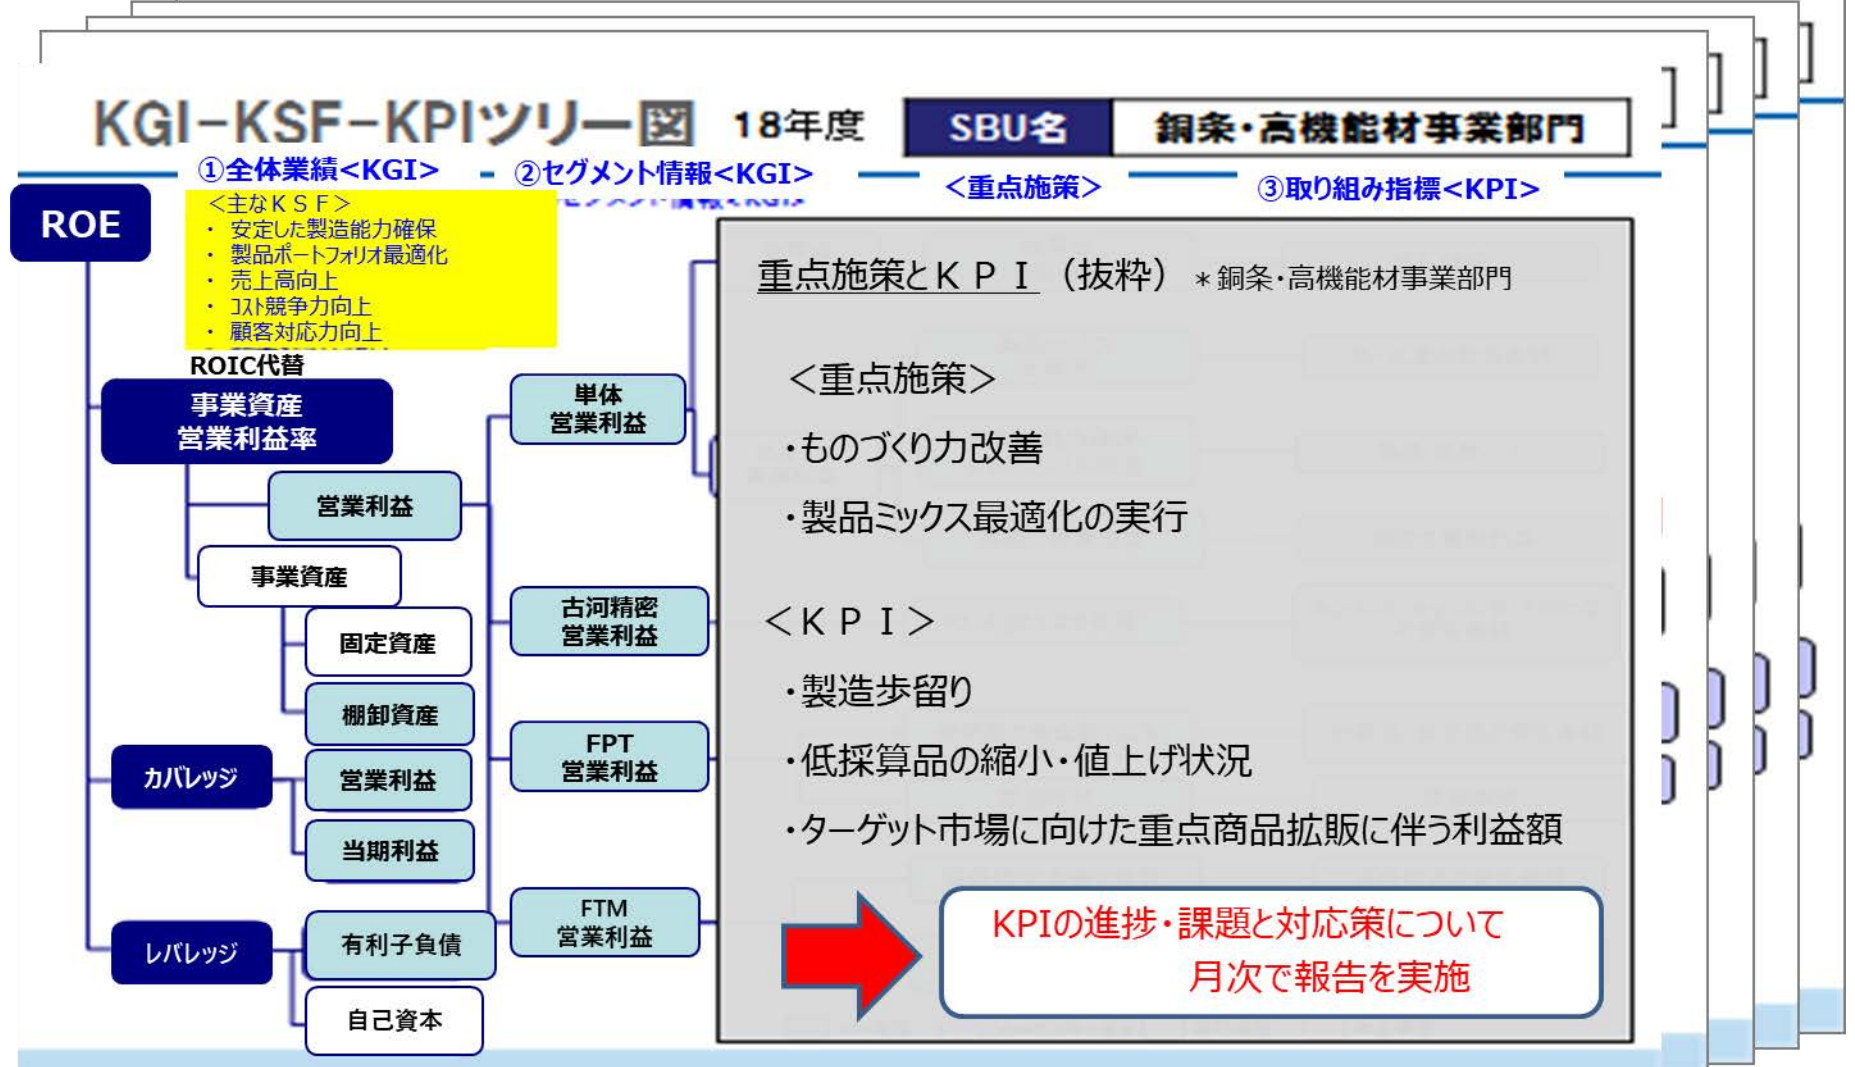 KGI-KSF-KPIツリー図 18年度 SBU名 銅条・高機能材事業部門
①全体業績<KGI>
②セグメント情報<KGI>
<重点施策>
③取り組み指標<KPI>
ROE
＜主なＫＳＦ＞
・ 安定した製造能力確保
・ 製品ポートフォリオ最適化
・ 売上高向上
・ コスト競争力向上
・ 顧客対応力向上
ROIC代替
事業資産
営業利益率
営業利益
事業資産
固定資産
棚卸資産
カバレッジ
営業利益
当期利益
レバレッジ
有利子負債
自己資本
単体
営業利益
古河精密
営業利益
FPT
営業利益
FTM
営業利益
重点施策とＫＰＩ（抜粋）＊銅条・高機能材事業部門
＜重点施策＞
・ものづくり力改善
・製品ミックス最適化の実行
＜ＫＰＩ＞
・製造歩留り
・低採算品の縮小・値上げ状況
・ターゲット市場に向けた重点商品拡販に伴う利益額
KPIの進捗・課題と対応策について
月次で報告を実施